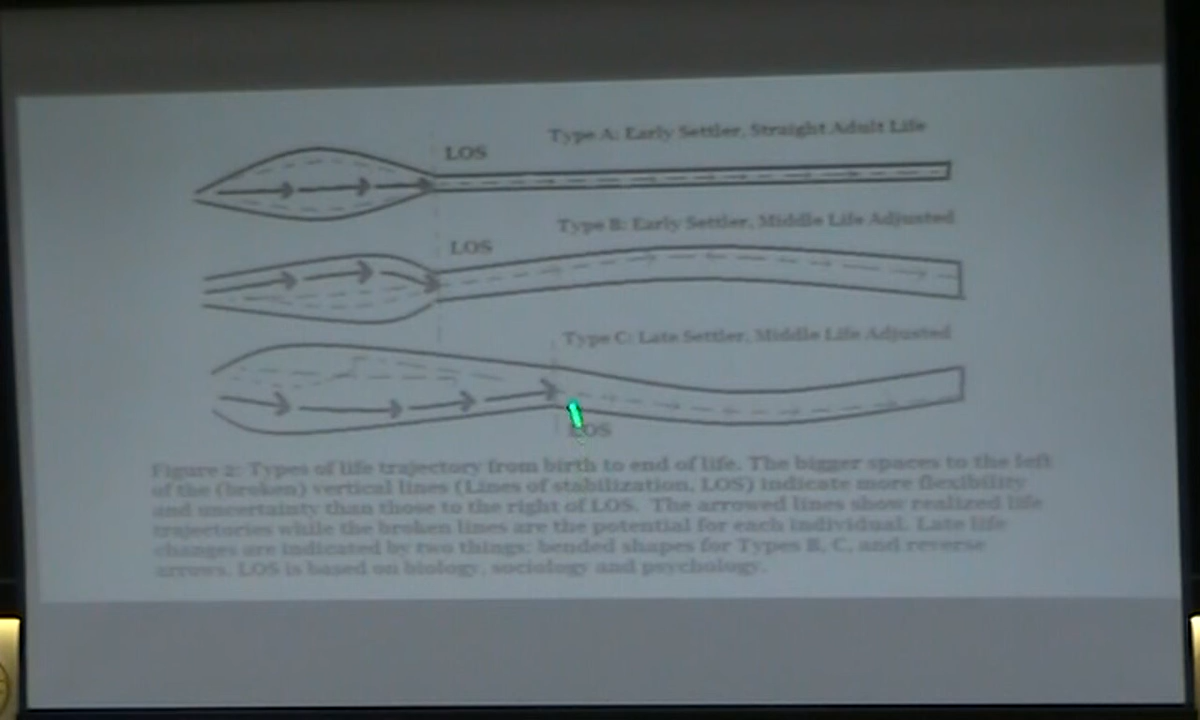 Type A: Early Settler, Straight Adult Life
LOS
Type B: Early Settler, Middle Life Adjusted
LOS
Type C: Late Settler, Middle Life Adjusted
LOS
Figure 2: Types of life trajectory from birth to end of life. The bigger spaces to the left
of the (broken) vertical lines (Lines of stabilization, LOS) indicate more flexibility
and uncertainty than those to the right of LOS. The arrowed lines show realized life
trajectories while the broken lines are the potential for each individual. Late life
changes are indicated by two things: bended shapes for Types B, C, and reverse
arrows. LOS is based on biology, sociology and psychology.